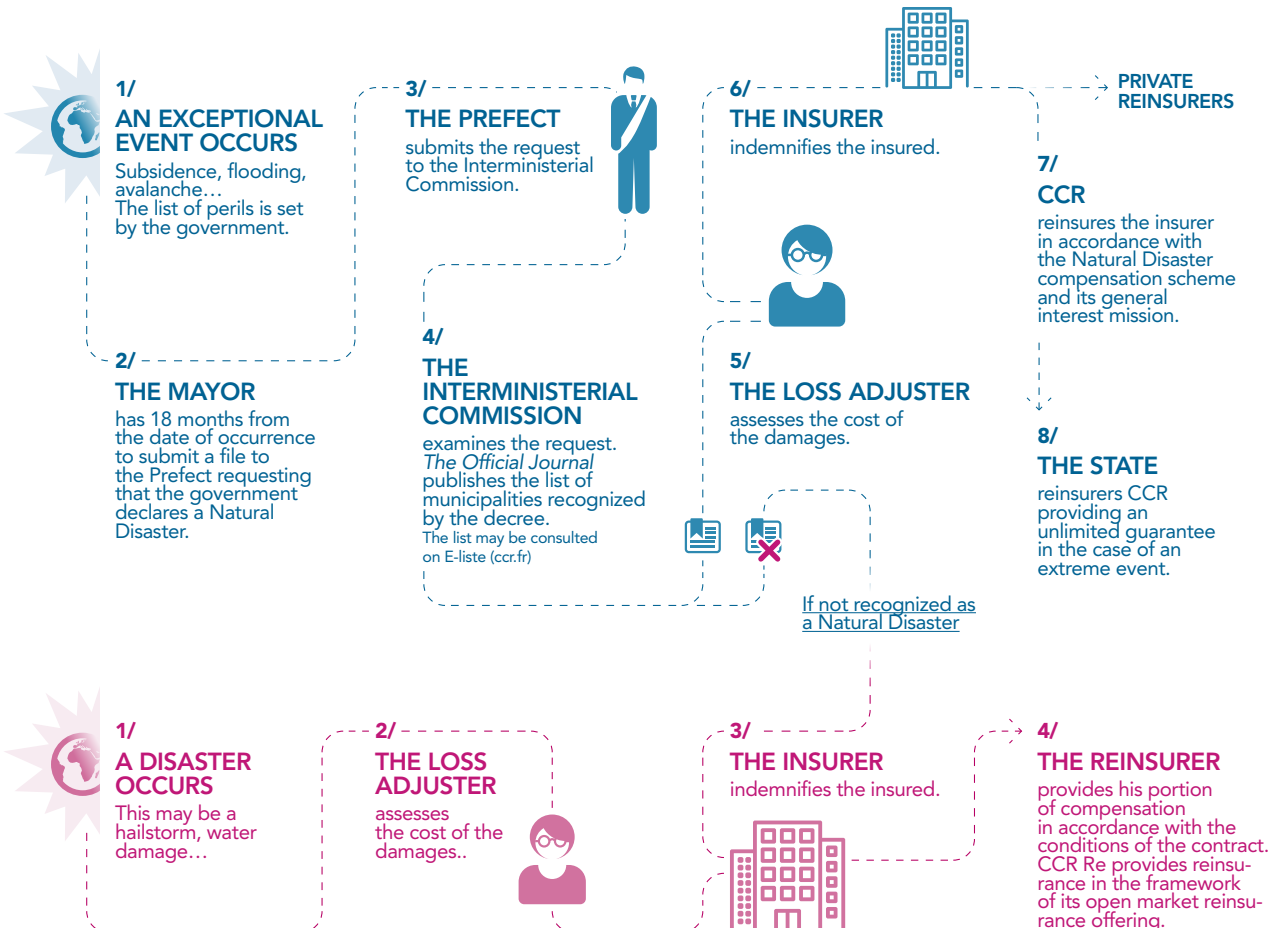 1/
AN EXCEPTIONAL
EVENT OCCURS
Subsidence, flooding,
avalanche…
The list of perils is set
by the government.
2/
THE MAYOR
has 18 months from
the date of occurrence
to submit a file to
the Prefect requesting
that the government
declares a Natural
Disaster.
3/
THE PREFECT
submits the request
to the Interministerial
Commission.
4/
THE
INTERMINISTERIAL
COMMISSION
examines the request.
The Official Journal
publishes the list of
municipalities recognized
by the decree.
The list may be consulted
on E-liste (ccr.fr)
5/
THE LOSS ADJUSTER
assesses the cost of
the damages.
6/
THE INSURER
indemnifies the insured.
PRIVATE
REINSURERS
7/
CCR
reinsures the insurer
in accordance with
the Natural Disaster
compensation scheme
and its general
interest mission.
8/
THE STATE
reinsurers CCR
providing an
unlimited guarantee
in the case of an
extreme event.
If not recognized as
a Natural Disaster
1/
A DISASTER
OCCURS
This may be a
hailstorm, water
damage…
2/
THE LOSS
ADJUSTER
assesses
the cost of the
damages..
3/
THE INSURER
indemnifies the insured.
4/
THE REINSURER
provides his portion
of compensation
in accordance with the
conditions of the contract.
CCR Re provides reinsu-
rance in the framework
of its open market reinsu-
rance offering.